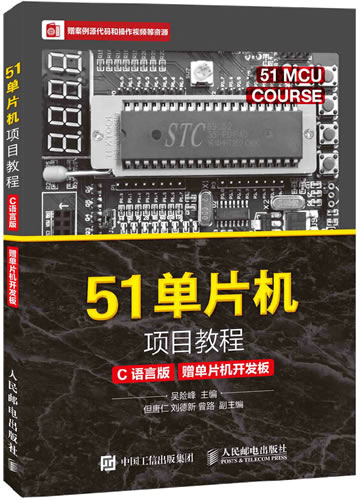 赠案例源代码和操作视频等资源
51 MCU
COURSE
STC
51单片机
项目教程
C语言版
赠单片机开发板
吴险峰 主编
但唐仁 刘德新 曾路 副主编
中国工信出版集团
人民邮电出版社
POSTS & TELECOM PRESS
51单片机 项目教程
C语言版
赠单片机开发板
人民邮电出版社